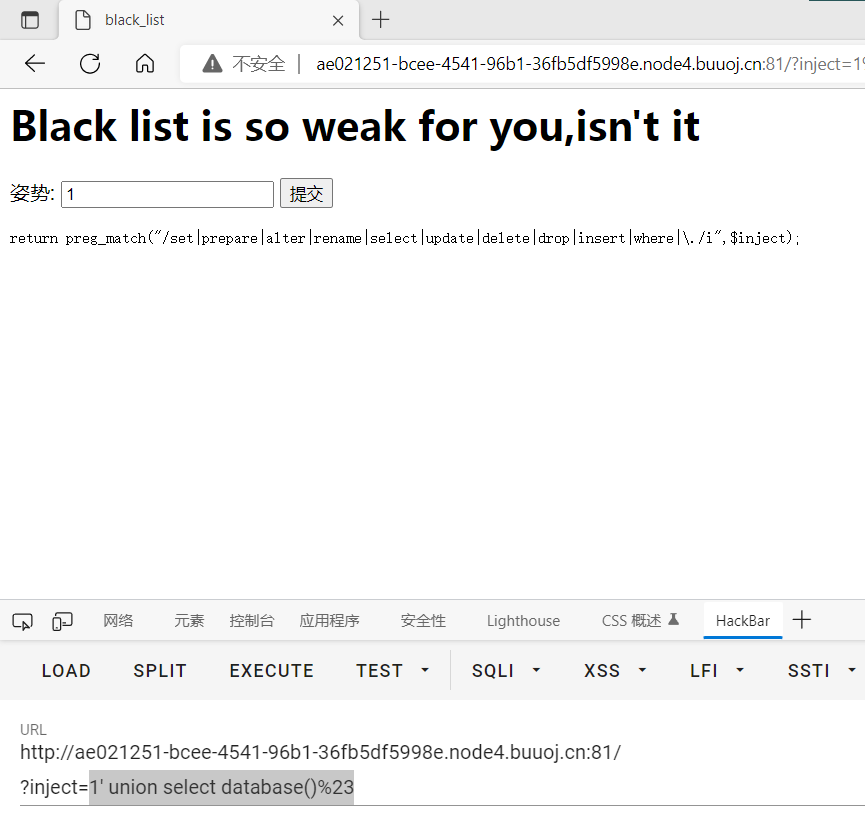 black_list
不安全 | ae021251-bcee-4541-96b1-36fb5df5998e.node4.buuoj.cn:81/?inject=1%
Black list is so weak for you,isn't it
姿势: 1 提交
return preg_match("/set|prepare|alter|rename|select|update|delete|drop|insert|where|\./i",$inject);
网络 元素 控制台 应用程序 安全性 Lighthouse CSS 概述 HackBar
LOAD SPLIT EXECUTE TEST SQLI XSS LFI SSTI
URL
http://ae021251-bcee-4541-96b1-36fb5df5998e.node4.buuoj.cn:81/
?inject=1' union select database()%23